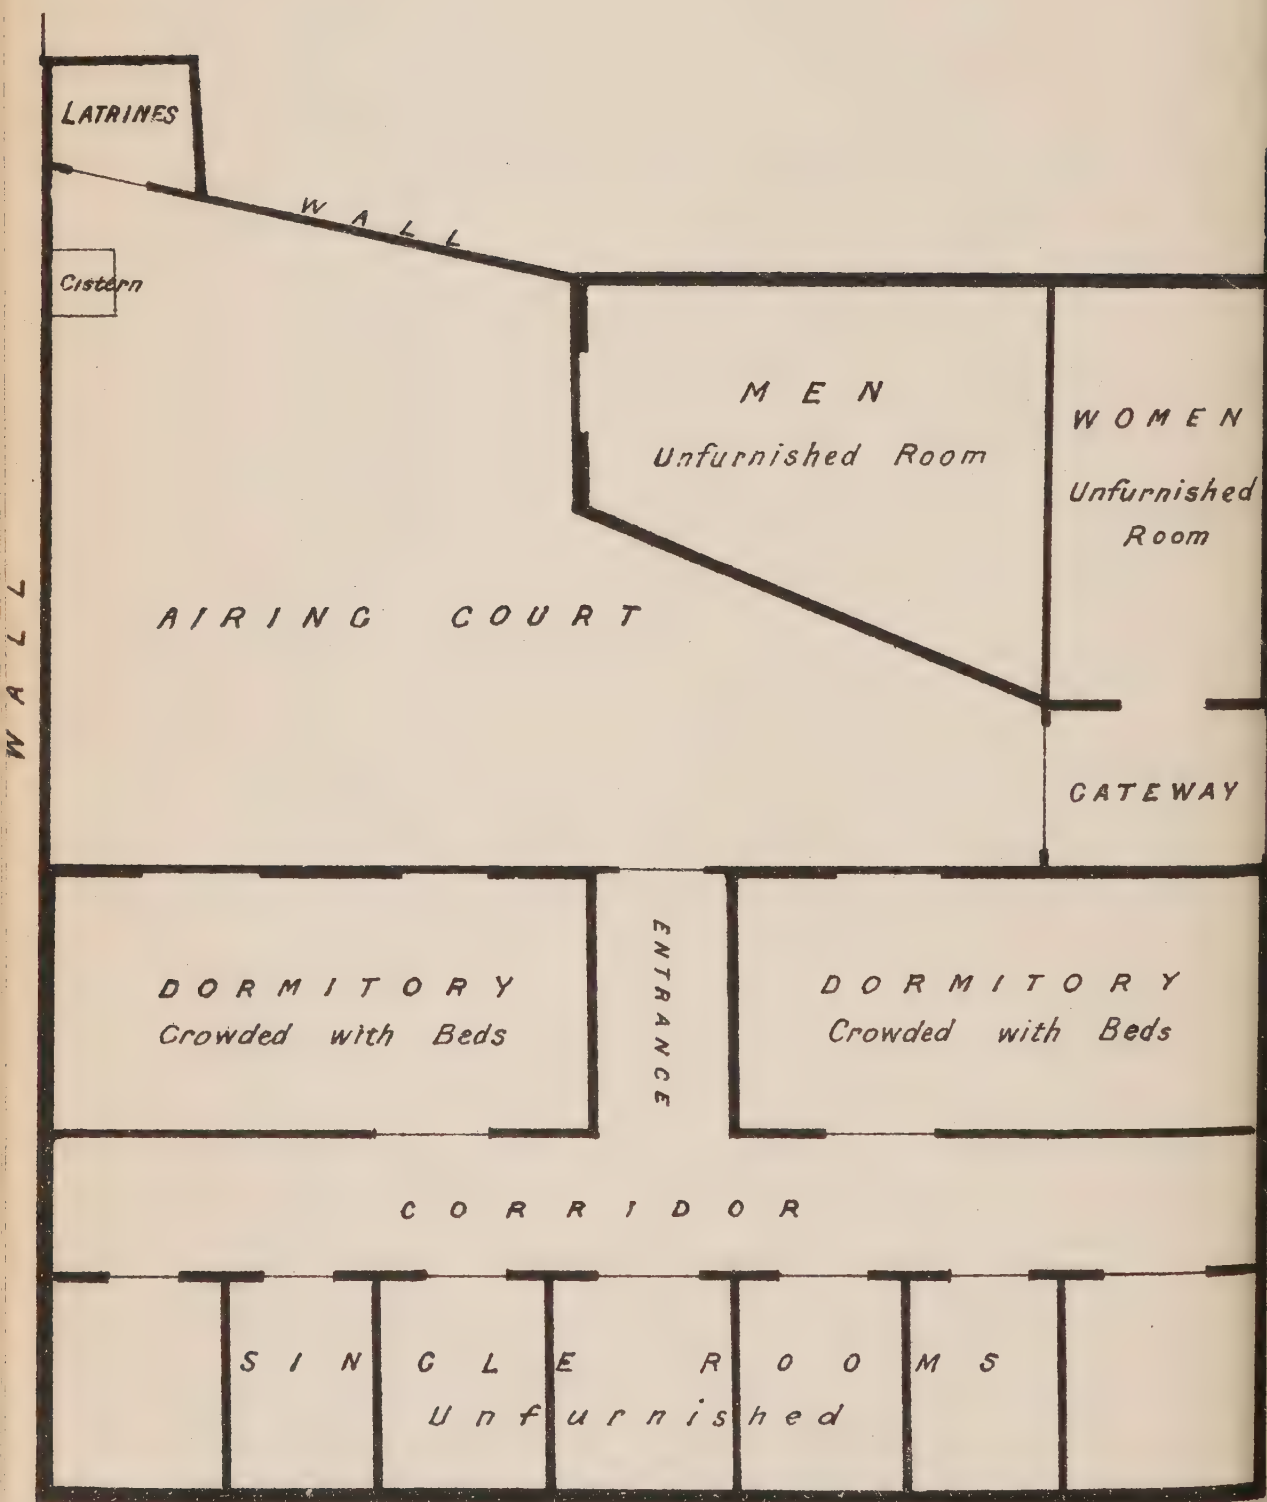 LATRINES
WALL
Cistern
MEN
Unfurnished Room
WOMEN
Unfurnished
Room
AIRING COURT
WALL
GATEWAY
DORMITORY
Crowded with Beds
ENTRANCE
DORMITORY
Crowded with Beds
CORRIDOR
SINGLE ROOMS
Unfurnished